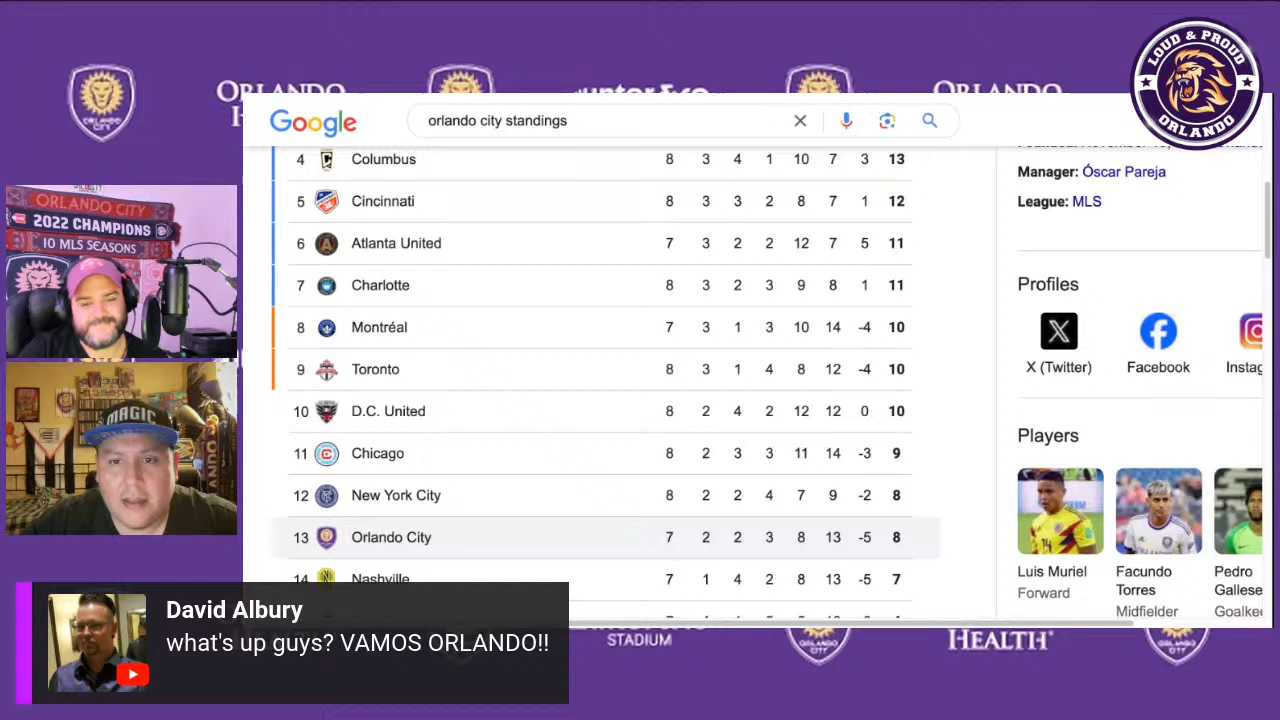 LOUD & PROUD
ORLANDO
ORLANDO
ORLANDO
ORLANDO
CITY
Google
orlando city standings
4 Columbus 8 3 4 1 10 7 3 13
5 Cincinnati 8 3 3 2 8 7 1 12
6 Atlanta United 7 3 2 2 12 7 5 11
7 Charlotte 8 3 2 3 9 8 1 11
8 Montréal 7 3 1 3 10 14 -4 10
9 Toronto 8 3 1 4 8 12 -4 10
10 D.C. United 8 2 4 2 12 12 0 10
11 Chicago 8 2 3 3 11 14 -3 9
12 New York City 8 2 2 4 7 9 -2 8
13 Orlando City 7 2 2 3 8 13 -5 8
14 Nashville 7 1 4 2 8 13 -5 7
Manager: Óscar Pareja
League: MLS
Profiles
X (Twitter)
Facebook
Instag
Players
Luis Muriel
Forward
Facundo
Torres
Midfielder
Pedro
Gallese
Goalkee
ORLANDO CITY
2022 CHAMPIONS
10 MLS SEASONS
MAGIC
David Albury
what's up guys? VAMOS ORLANDO!!
STADIUM
HEALTH